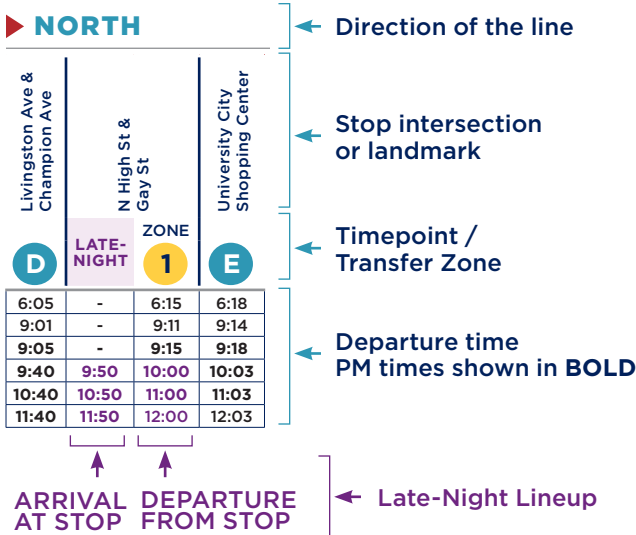 NORTH
Direction of the line
Livingston Ave &
Champion Ave
N High St &
Gay St
University City
Shopping Center
Stop intersection
or landmark
D
LATE-
NIGHT
ZONE
1
E
Timepoint /
Transfer Zone
6:05 - 6:15 6:18
9:01 - 9:11 9:14
9:05 - 9:15 9:18
9:40 9:50 10:00 10:03
10:40 10:50 11:00 11:03
11:40 11:50 12:00 12:03
Departure time
PM times shown in BOLD
ARRIVAL
AT STOP
DEPARTURE
FROM STOP
Late-Night Lineup